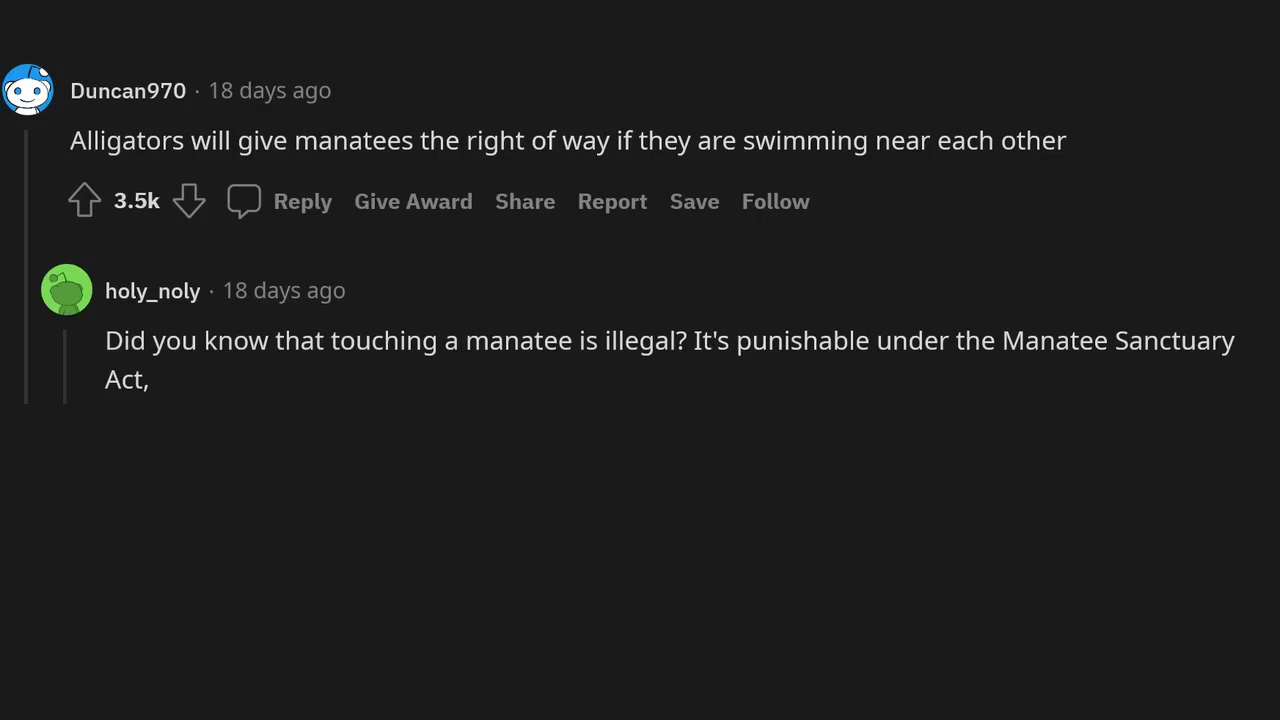 Duncan970 · 18 days ago
Alligators will give manatees the right of way if they are swimming near each other
3.5k Reply Give Award Share Report Save Follow
holy_noly · 18 days ago
Did you know that touching a manatee is illegal? It's punishable under the Manatee Sanctuary
Act,